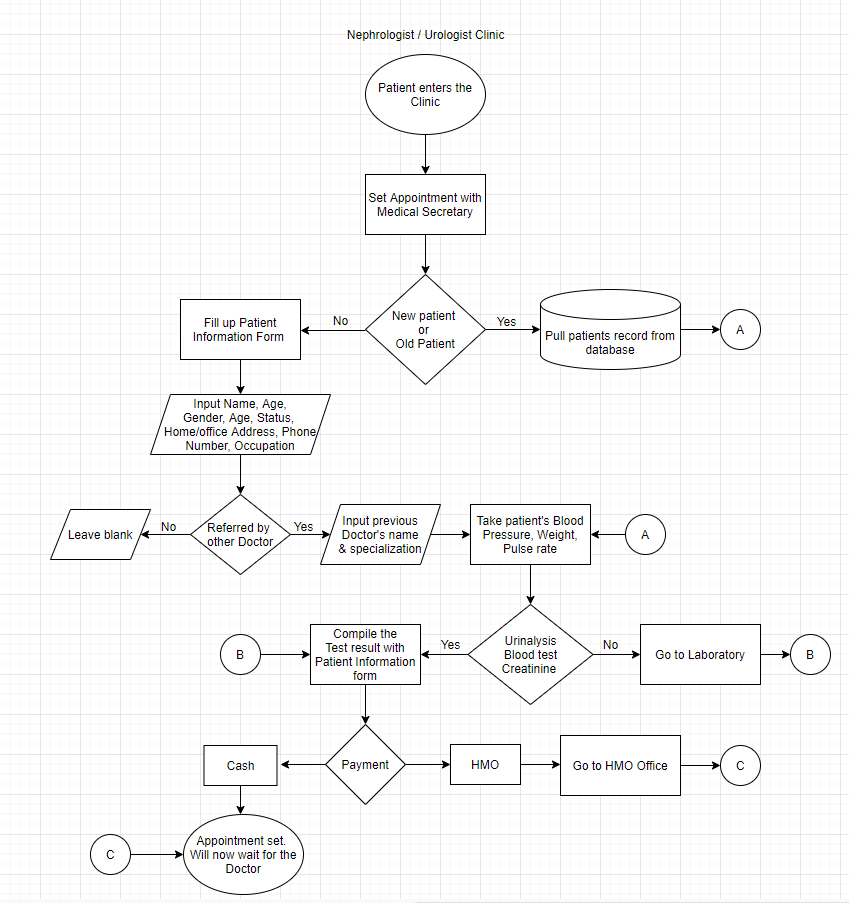 Nephrologist / Urologist Clinic
Patient enters the
Clinic
Set Appointment with
Medical Secretary
New patient
or
Old Patient
No
Yes
Fill up Patient
Information Form
Pull patients record from
database
A
Input Name, Age,
Gender, Age, Status,
Home/office Address, Phone
Number, Occupation
Referred by
other Doctor
No
Yes
Leave blank
Input previous
Doctor's name
& specialization
Take patient's Blood
Pressure, Weight,
Pulse rate
A
Urinalysis
Blood test
Creatinine
Yes
No
B
Compile the
Test result with
Patient Information
form
Go to Laboratory
B
Payment
Cash
HMO
Go to HMO Office
C
C
Appointment set.
Will now wait for the
Doctor